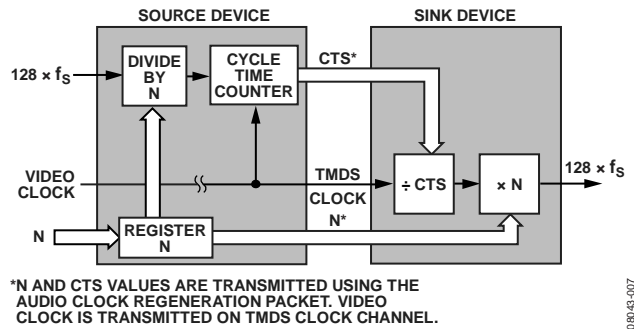 SOURCE DEVICE
SINK DEVICE
128 × fS
DIVIDE
BY
N
CYCLE
TIME
COUNTER
CTS*
VIDEO
CLOCK
TMDS
CLOCK
N*
÷ CTS
× N
128 × fS
N
REGISTER
N
*N AND CTS VALUES ARE TRANSMITTED USING THE
AUDIO CLOCK REGENERATION PACKET. VIDEO
CLOCK IS TRANSMITTED ON TMDS CLOCK CHANNEL.
08043-007